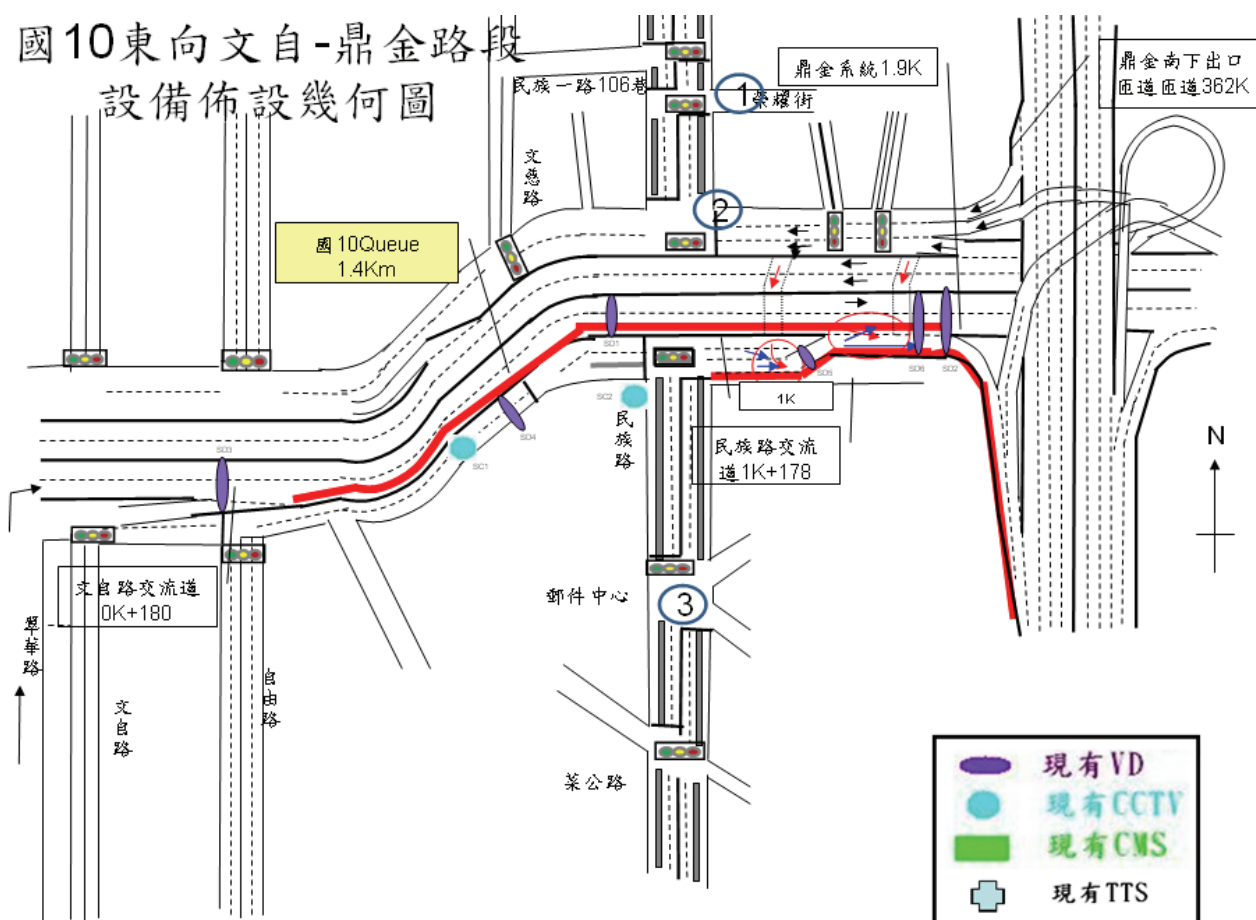 國10東向文自-鼎金路段
設備佈設幾何圖
民族一路106巷
1
榮耀街
鼎金系統1.9K
鼎金南下出口
匝道匝道362K
文慈路
2
國10Queue
1.4Km
SD1
SD5
SD6
SD2
SC2
1K
SD4
SD3
SC1
民族路
民族路交流
道1K+178
N
文自路交流道
0K+180
郵件中心
3
單華路
文自路
自由路
菜公路
現有VD
現有CCTV
現有CMS
現有TTS